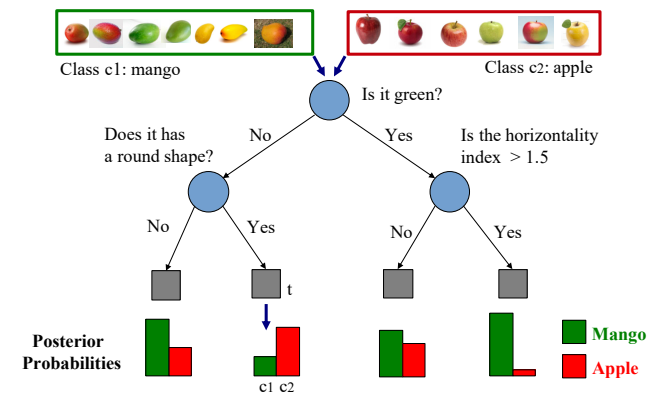 Class c1: mango
Class c2: apple
Is it green?
Does it has
a round shape?
No
Yes
Is the horizontality
index > 1.5
No
Yes
No
Yes
t
Posterior
Probabilities
c1 c2
Mango
Apple